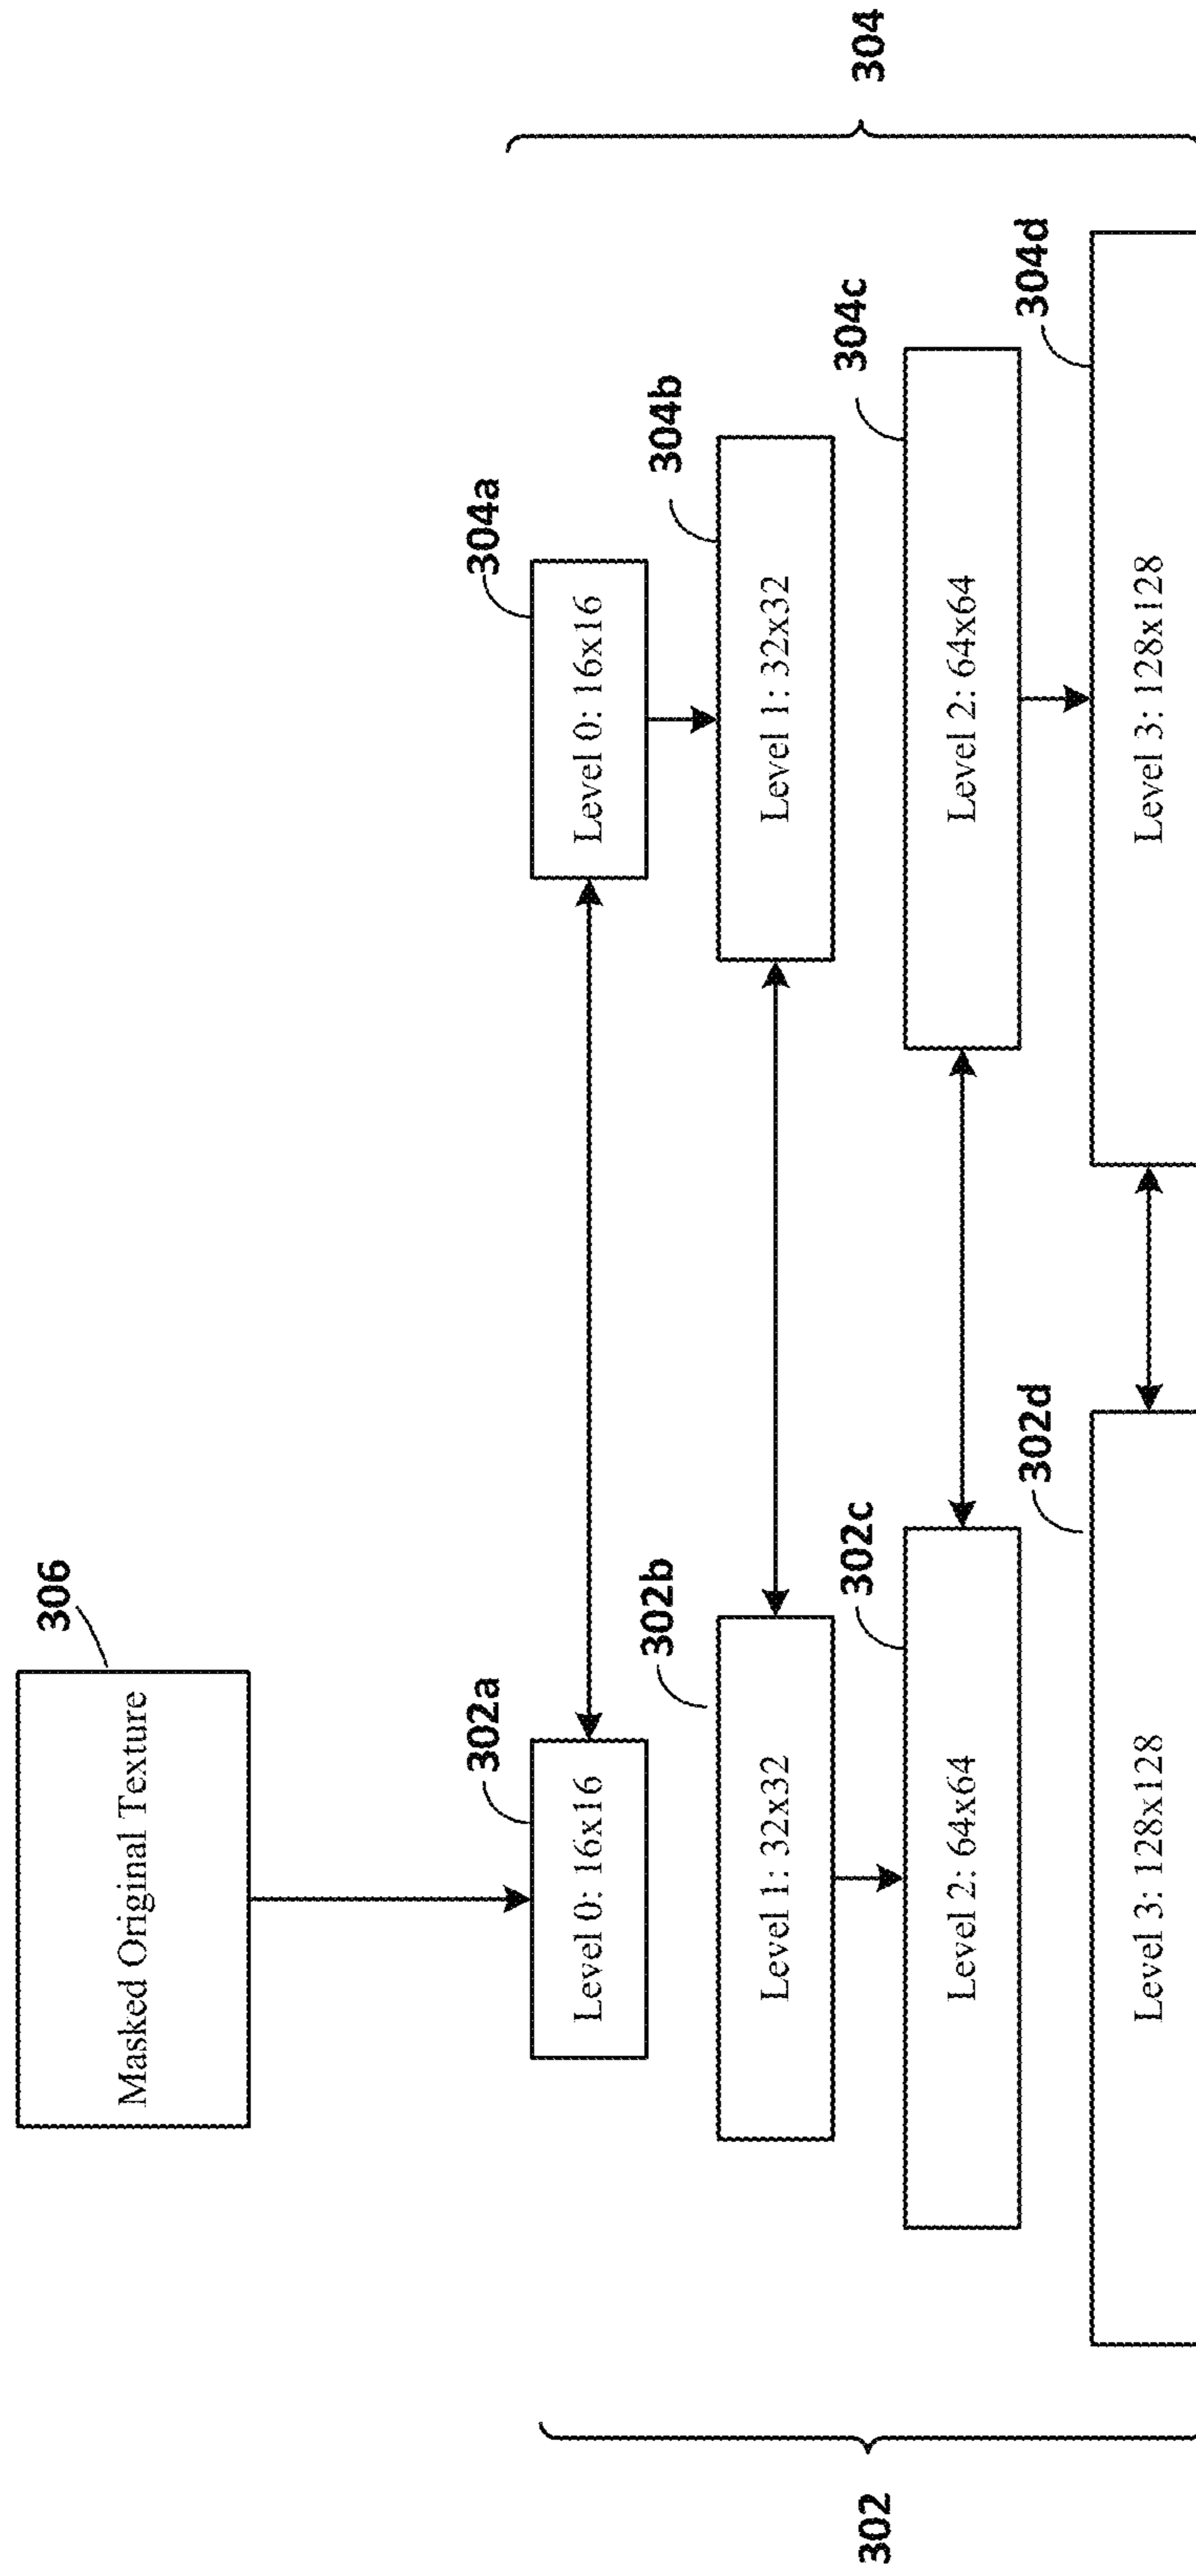 Masked Original Texture
306
302a
304a
Level 0: 16x16
Level 0: 16x16
302b
304b
Level 1: 32x32
Level 1: 32x32
302c
304c
Level 2: 64x64
Level 2: 64x64
302d
304d
Level 3: 128x128
Level 3: 128x128
302
304